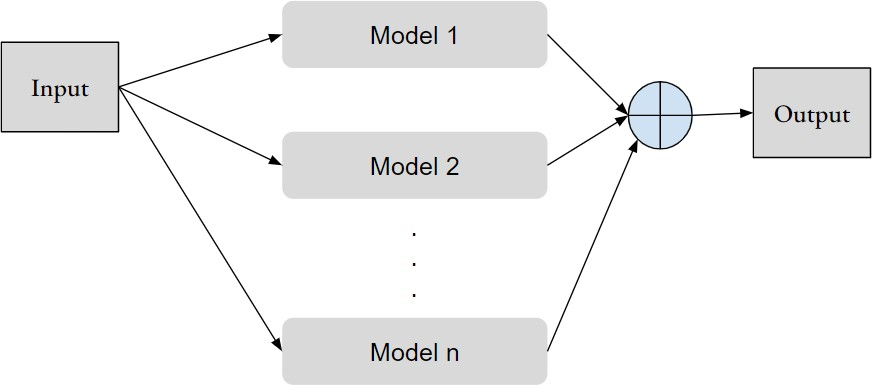 Model 1
Input
Output
Model 2
.
.
.
Model n